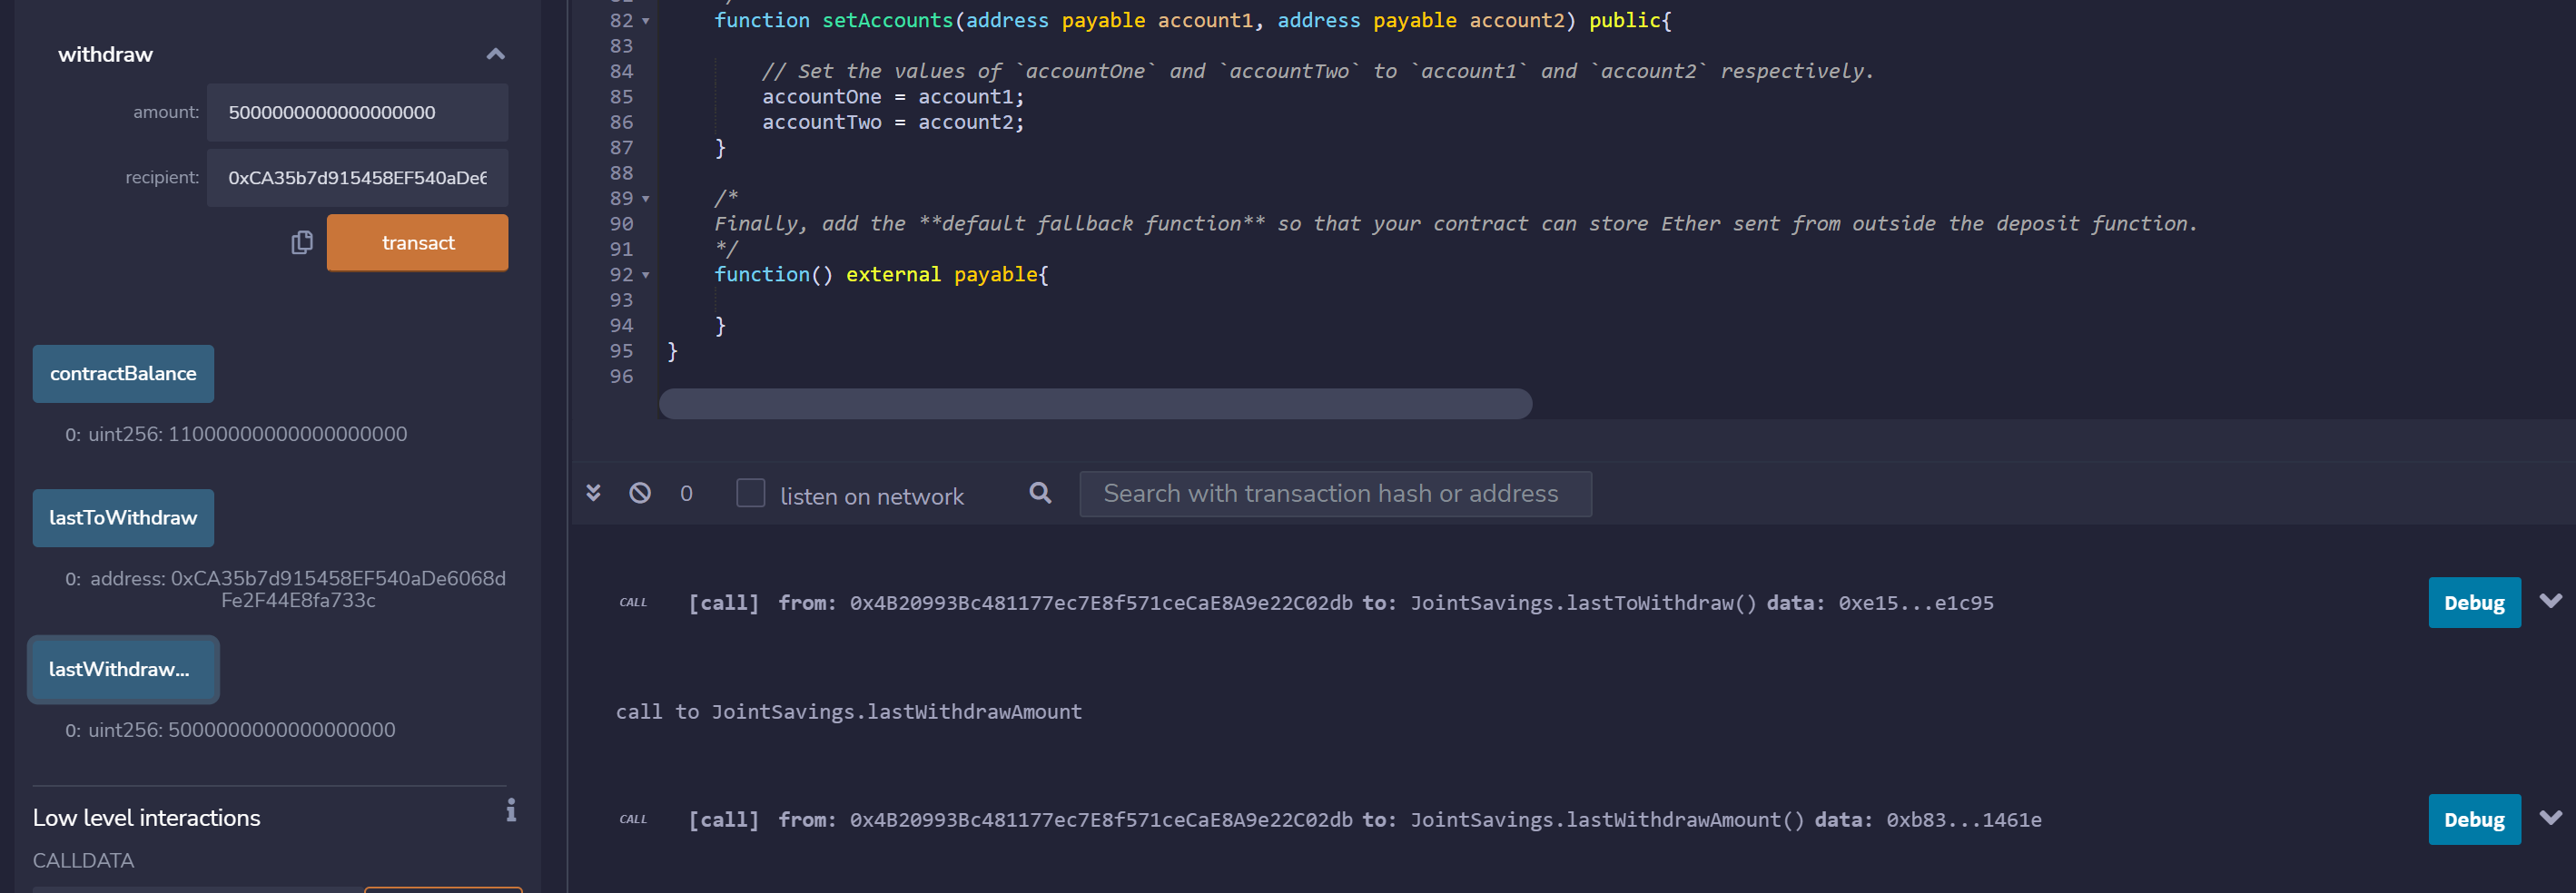 withdraw
amount: 5000000000000000000
recipient: 0xCA35b7d915458EF540aDe6
transact
contractBalance
0: uint256: 11000000000000000000
lastToWithdraw
0: address: 0xCA35b7d915458EF540aDe6068d
Fe2F44E8fa733c
lastWithdraw...
0: uint256: 5000000000000000000
Low level interactions
CALLDATA
82 function setAccounts(address payable account1, address payable account2) public{
83
84 // Set the values of `accountOne` and `accountTwo` to `account1` and `account2` respectively.
85 accountOne = account1;
86 accountTwo = account2;
87 }
88
89 /*
90 Finally, add the **default fallback function** so that your contract can store Ether sent from outside the deposit function.
91 */
92 function() external payable{
93
94 }
95 }
96
0 listen on network Search with transaction hash or address
CALL [call] from: 0x4B20993Bc481177ec7E8f571ceCaE8A9e22C02db to: JointSavings.lastToWithdraw() data: 0xe15...e1c95 Debug
call to JointSavings.lastWithdrawAmount
CALL [call] from: 0x4B20993Bc481177ec7E8f571ceCaE8A9e22C02db to: JointSavings.lastWithdrawAmount() data: 0xb83...1461e Debug